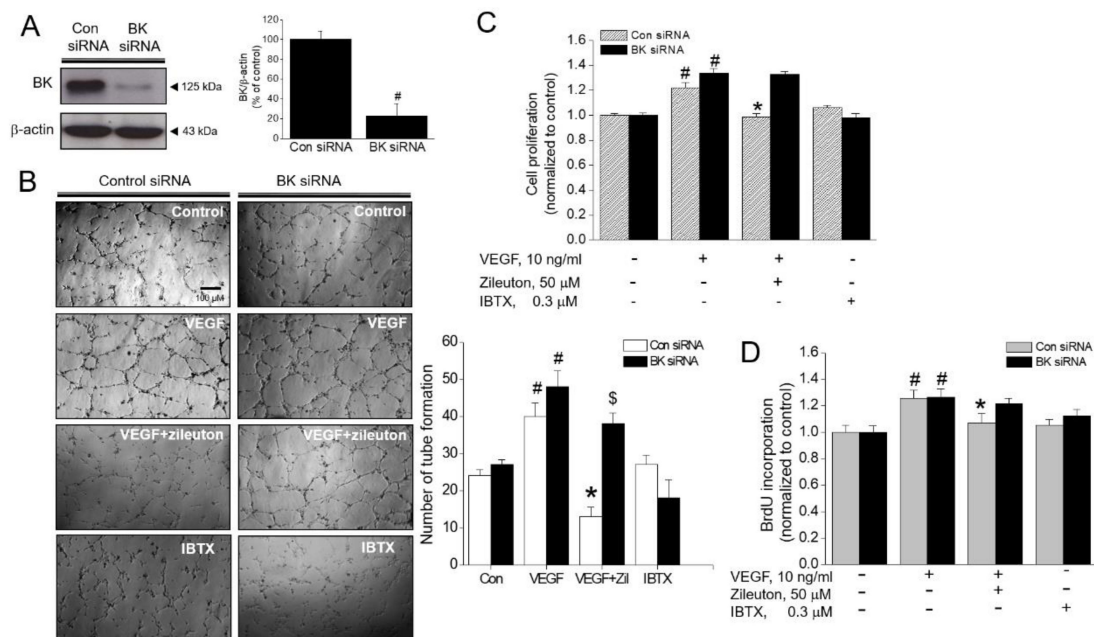 A
Con siRNA
BK siRNA
BK
125 kDa
β-actin
43 kDa
BK/β-actin
(% of control)
120
100
80
60
40
20
0
#
Con siRNA
BK siRNA
B
Control siRNA
BK siRNA
Control
Control
100 μM
VEGF
VEGF
VEGF+zileuton
VEGF+zileuton
IBTX
IBTX
Number of tube formation
60
50
40
30
20
10
0
Con siRNA
BK siRNA
#
#
*
$
Con
VEGF
VEGF+Zil
IBTX
C
Con siRNA
BK siRNA
Cell proliferation
(normalized to control)
1.6
1.4
1.2
1.0
0.8
0.6
0.4
0.2
0.0
#
#
*
VEGF, 10 ng/ml - + + -
Zileuton, 50 μM - - + -
IBTX, 0.3 μM - - - +
D
Con siRNA
BK siRNA
BrdU incorporation
(normalized to control)
1.6
1.4
1.2
1.0
0.8
0.6
0.4
0.2
0.0
#
#
*
VEGF, 10 ng/ml - + + -
Zileuton, 50 μM - - + -
IBTX, 0.3 μM - - - +